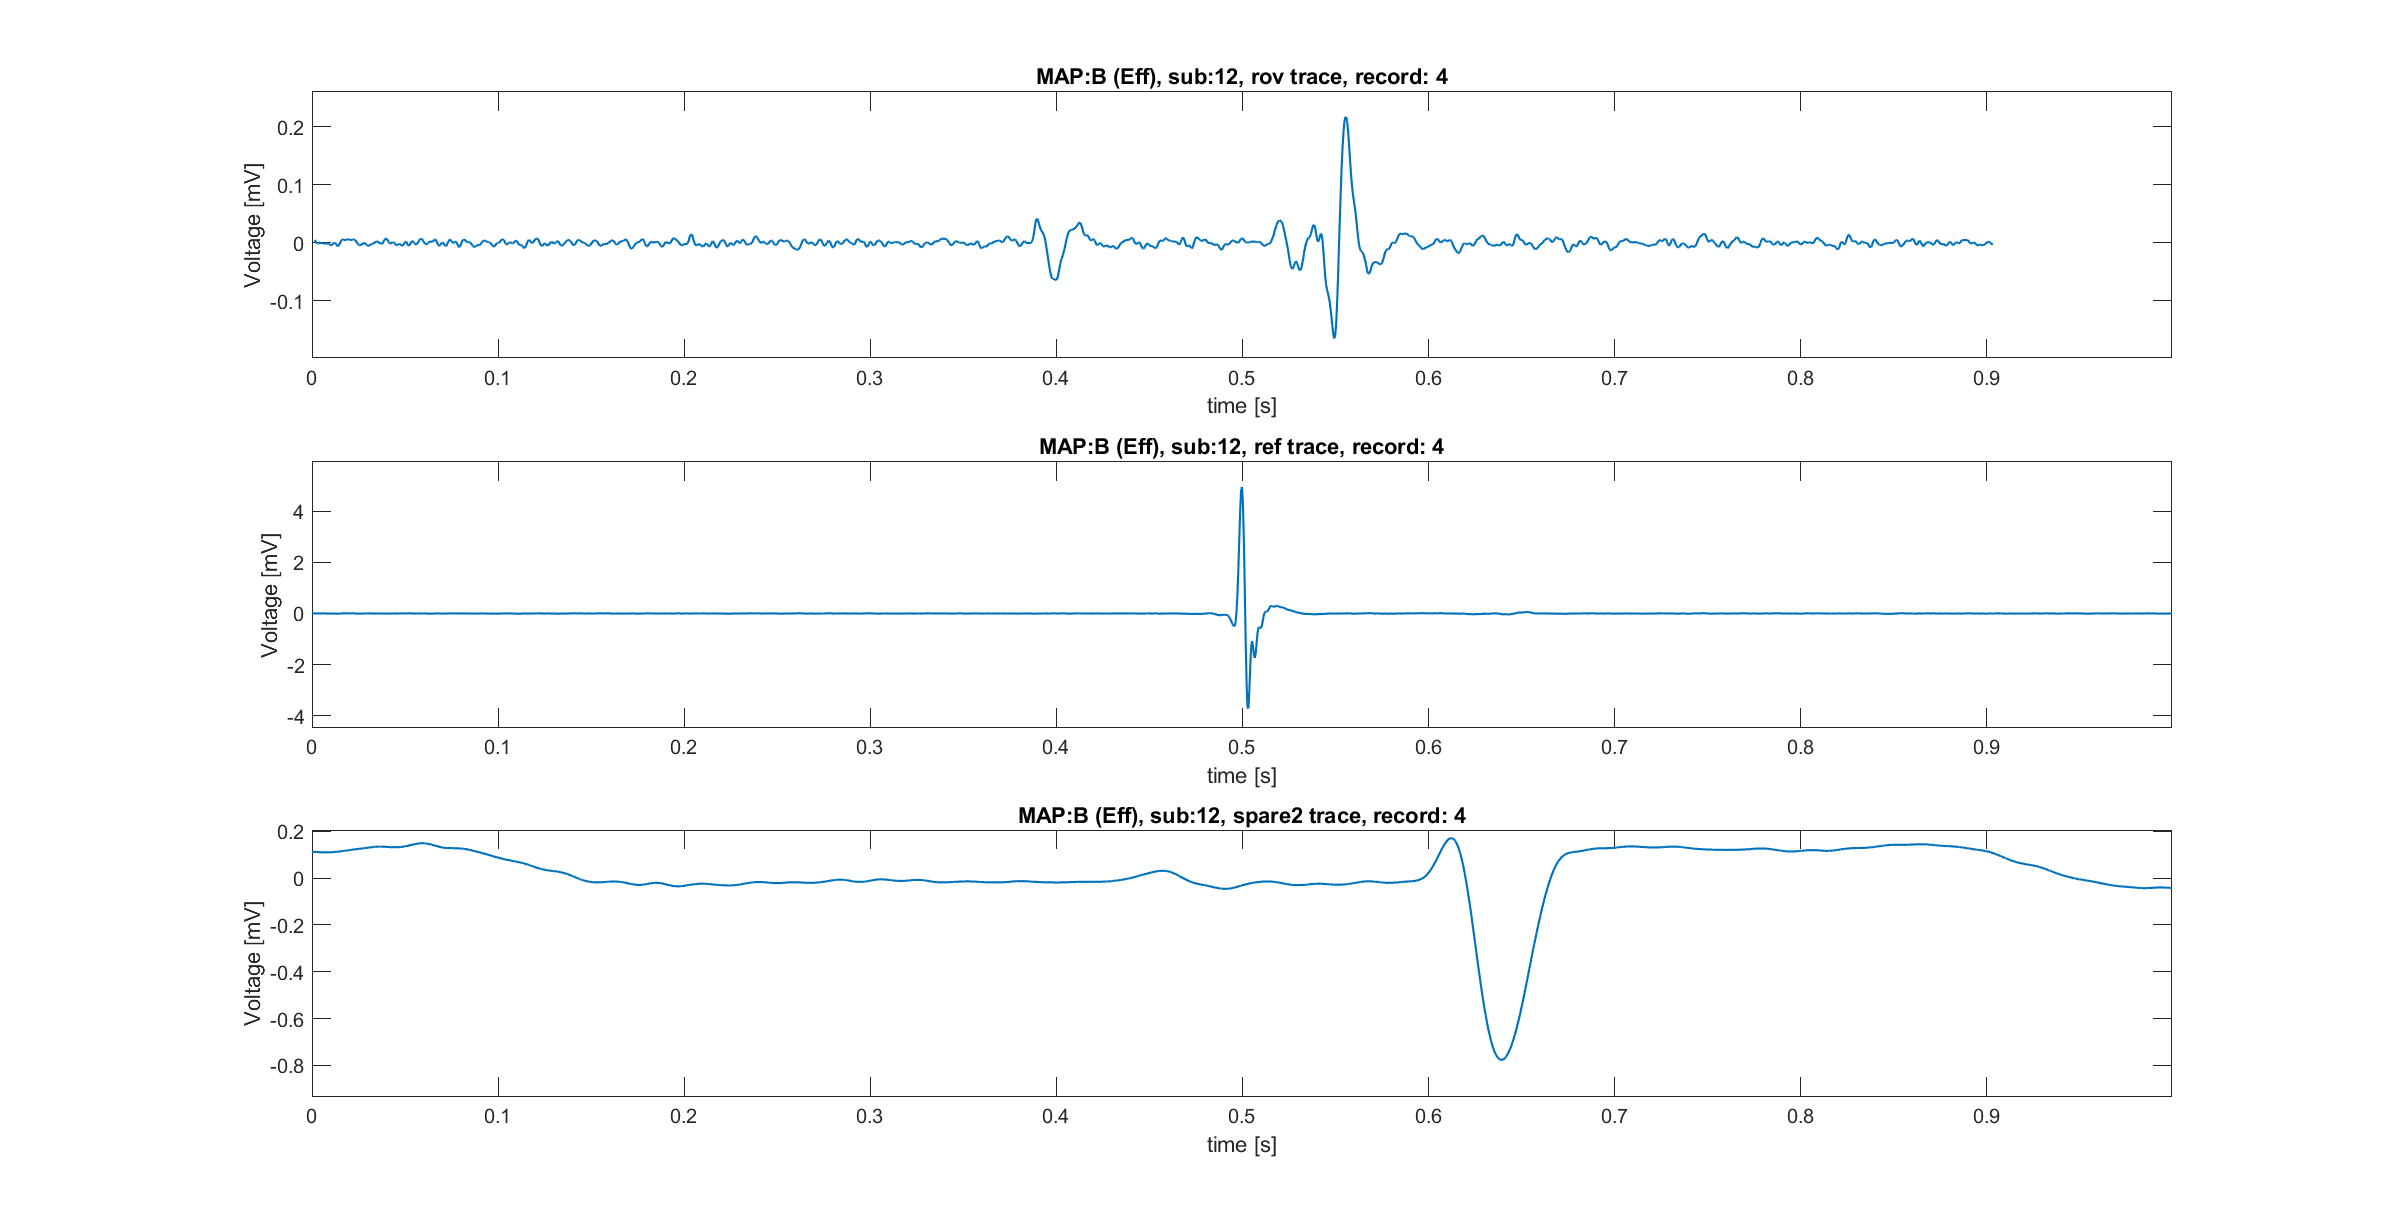 MAP:B (Eff), sub:12, rov trace, record: 4
Voltage [mV]
0.2
0.1
0
-0.1
0 0.1 0.2 0.3 0.4 0.5 0.6 0.7 0.8 0.9
time [s]
MAP:B (Eff), sub:12, ref trace, record: 4
Voltage [mV]
4
2
0
-2
-4
0 0.1 0.2 0.3 0.4 0.5 0.6 0.7 0.8 0.9
time [s]
MAP:B (Eff), sub:12, spare2 trace, record: 4
Voltage [mV]
0.2
0
-0.2
-0.4
-0.6
-0.8
0 0.1 0.2 0.3 0.4 0.5 0.6 0.7 0.8 0.9
time [s]